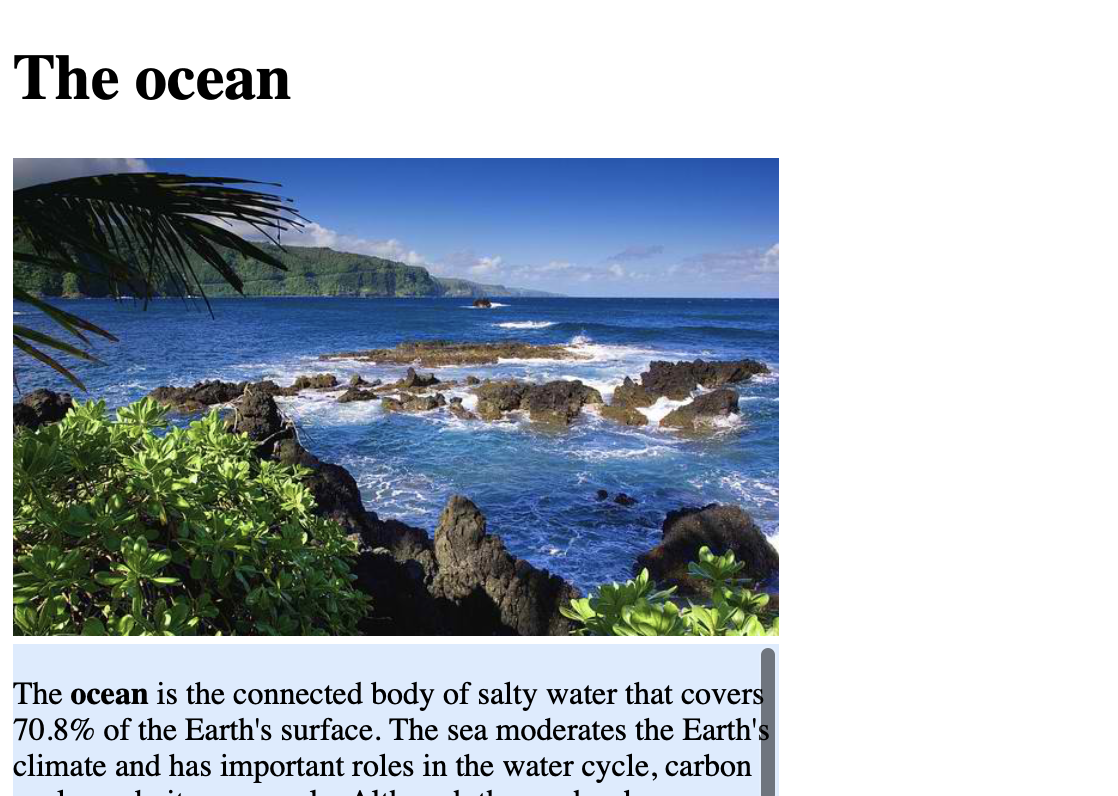 The ocean
The ocean is the connected body of salty water that covers
70.8% of the Earth's surface. The sea moderates the Earth's
climate and has important roles in the water cycle, carbon